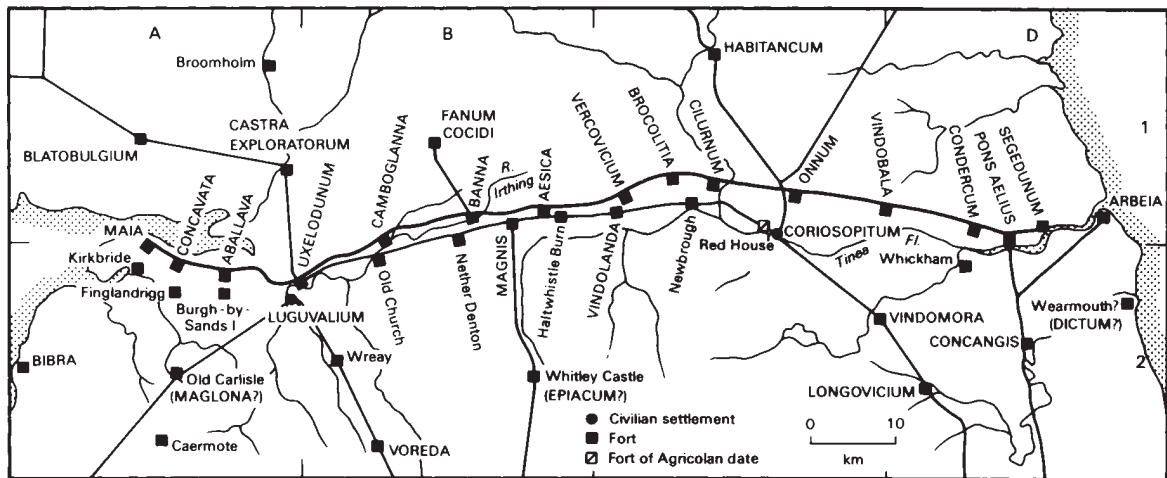 A
B
D
1
2
Broomholm
HABITANCUM
FANUM
COCIDI
CASTRA
EXPLORATORUM
BLATOBULGIUM
MAIA
CONCAVATA
ABALLAVA
UXELODUNUM
CAMBOGLANNA
BANNA
R.
Irthing
AESICA
VERCOVICIUM
BROCOLITIA
CILURNUM
ONNUM
VINDOBALA
CONDERCUM
PONS AELIUS
SEGEDUNUM
ARBEIA
Kirkbride
Finglandrigg
Burgh-by-
Sands I
LUGUVALIUM
Old Church
Nether Denton
MAGNIS
Haltwhistle Burn
VINDOLANDA
Newbrough
Red House
CORIOSOPITUM
Tinea
Fl.
Whickham
Wearmouth?
(DICTUM?)
BIBRA
Old Carlisle
(MAGLONA?)
Wreay
Whitley Castle
(EPIACUM?)
VINDOMORA
CONCANGIS
LONGOVICIUM
Caermote
VOREDA
Civilian settlement
Fort
Fort of Agricolan date
0 10
km